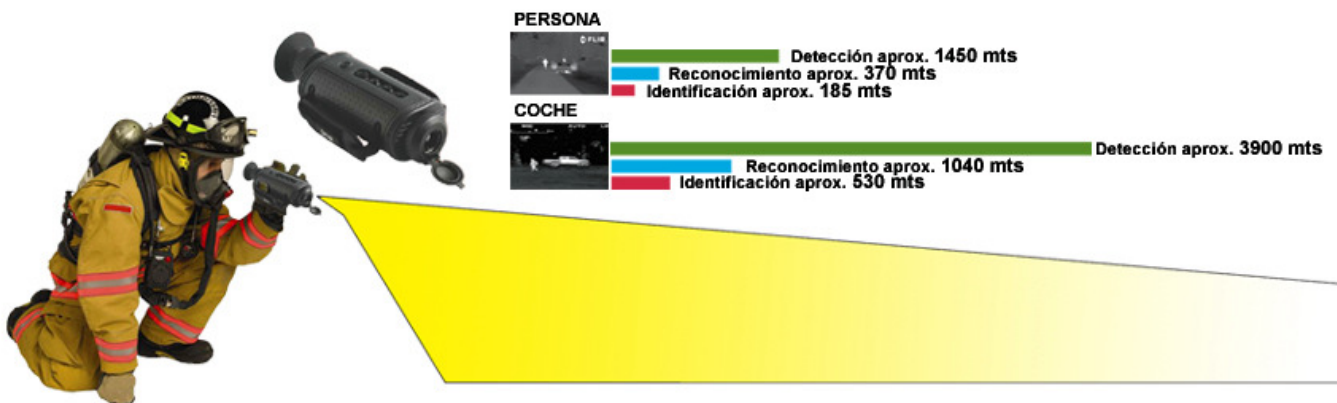 PERSONA
FLIR
Detección aprox. 1450 mts
Reconocimiento aprox. 370 mts
Identificación aprox. 185 mts
COCHE
Detección aprox. 3900 mts
Reconocimiento aprox. 1040 mts
Identificación aprox. 530 mts